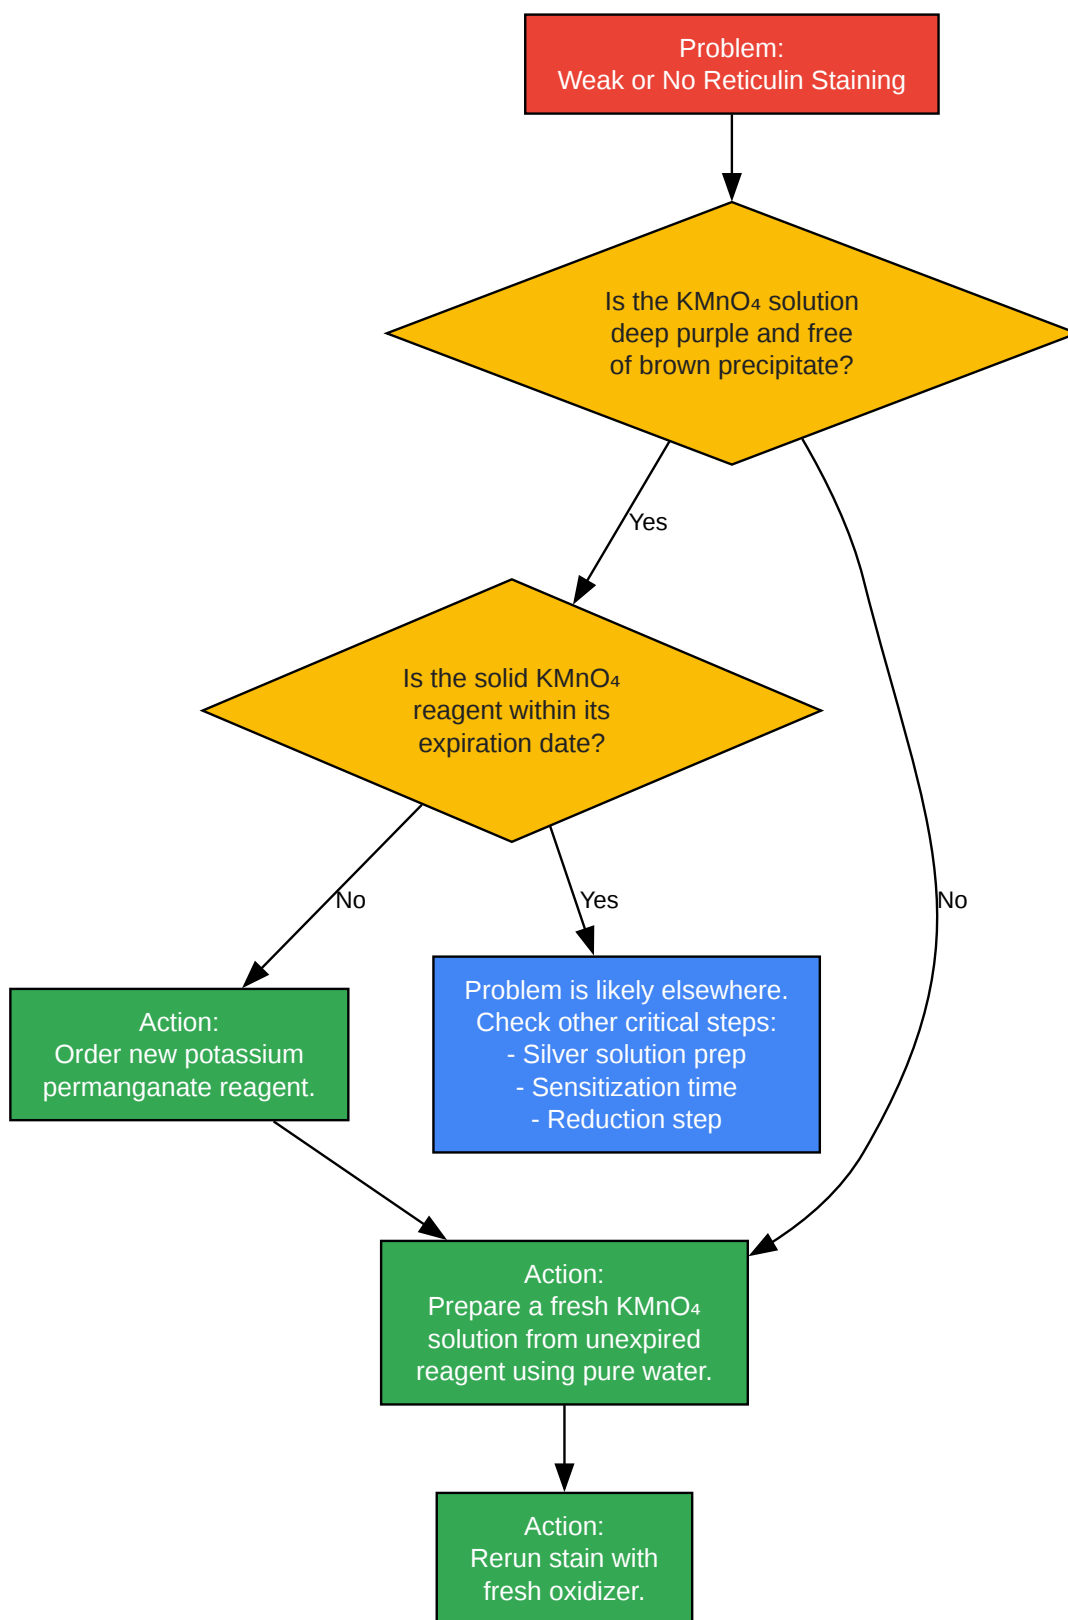 Problem:
Weak or No Reticulin Staining
Is the KMnO₄ solution
deep purple and free
of brown precipitate?
Yes
Is the solid KMnO₄
reagent within its
expiration date?
No
Yes
No
Action:
Order new potassium
permanganate reagent.
Problem is likely elsewhere.
Check other critical steps:
- Silver solution prep
- Sensitization time
- Reduction step
Action:
Prepare a fresh KMnO₄
solution from unexpired
reagent using pure water.
Action:
Rerun stain with
fresh oxidizer.